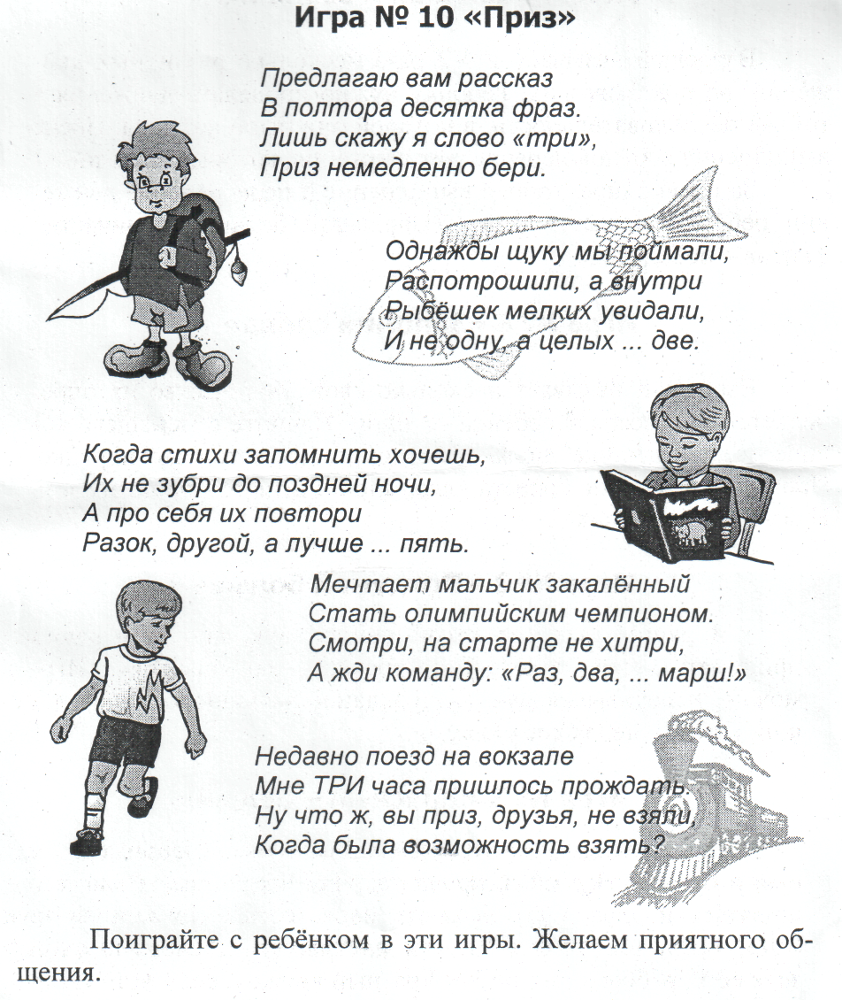 Игра № 10 «Приз»
Предлагаю вам рассказ
В полтора десятка фраз.
Лишь скажу я слово «три»,
Приз немедленно бери.
Однажды щуку мы поймали,
Распотрошили, а внутри
Рыбёшек мелких увидали,
И не одну, а целых ... две.
Когда стихи запомнить хочешь,
Их не зубри до поздней ночи,
А про себя их повтори
Разок, другой, а лучше ... пять.
Мечтает мальчик закалённый
Стать олимпийским чемпионом.
Смотри, на старте не хитри,
А жди команду: «Раз, два, ... марш!»
Недавно поезд на вокзале
Мне ТРИ часа пришлось прождать.
Ну что ж, вы приз, друзья, не взяли,
Когда была возможность взять?
Поиграйте с ребёнком в эти игры. Желаем приятного об-
щения.